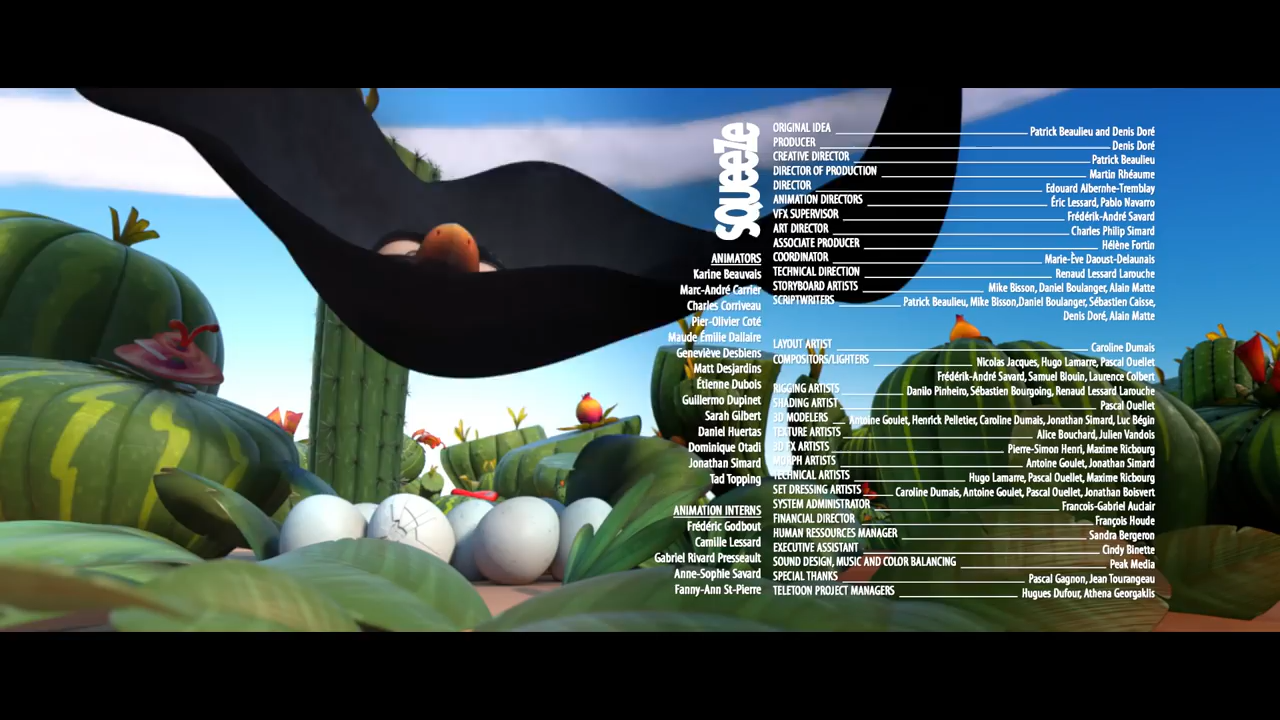 squeeze
ANIMATORS
Karine Beauvais
Marc-André Carrier
Charles Corriveau
Pier-Olivier Coté
Maude Émilie Dallaire
Geneviève Desbiens
Matt Desjardins
Étienne Dubois
Guillermo Dupinet
Sarah Gilbert
Daniel Huertas
Dominique Otadi
Jonathan Simard
Tad Topping
ANIMATION INTERNS
Frédéric Godbout
Camille Lessard
Gabriel Rivard Presseault
Anne-Sophie Savard
Fanny-Ann St-Pierre
ORIGINAL IDEA Patrick Beaulieu and Denis Doré
PRODUCER Denis Doré
CREATIVE DIRECTOR Patrick Beaulieu
DIRECTOR OF PRODUCTION Martin Rhéaume
DIRECTOR Edouard Albernhe-Tremblay
ANIMATION DIRECTORS Éric Lessard, Pablo Navarro
VFX SUPERVISOR Frédérik-André Savard
ART DIRECTOR Charles Philip Simard
ASSOCIATE PRODUCER Hélène Fortin
COORDINATOR Marie-Ève Daoust-Delaunais
TECHNICAL DIRECTION Renaud Lessard Larouche
STORYBOARD ARTISTS Mike Bisson, Daniel Boulanger, Alain Matte
SCRIPTWRITERS Patrick Beaulieu, Mike Bisson,Daniel Boulanger, Sébastien Caisse,
Denis Doré, Alain Matte
LAYOUT ARTIST Caroline Dumais
COMPOSITORS/LIGHTERS Nicolas Jacques, Hugo Lamarre, Pascal Ouellet
Frédérik-André Savard, Samuel Blouin, Laurence Colbert
RIGGING ARTISTS Danilo Pinheiro, Sébastien Bourgoing, Renaud Lessard Larouche
SHADING ARTIST Pascal Ouellet
3D MODELERS Antoine Goulet, Henrick Pelletier, Caroline Dumais, Jonathan Simard, Luc Bégin
TEXTURE ARTISTS Alice Bouchard, Julien Vandois
3D FX ARTISTS Pierre-Simon Henri, Maxime Ricbourg
MORPH ARTISTS Antoine Goulet, Jonathan Simard
TECHNICAL ARTISTS Hugo Lamarre, Pascal Ouellet, Maxime Ricbourg
SET DRESSING ARTISTS Caroline Dumais, Antoine Goulet, Pascal Ouellet, Jonathan Boisvert
SYSTEM ADMINISTRATOR Francois-Gabriel Auclair
FINANCIAL DIRECTOR François Houde
HUMAN RESSOURCES MANAGER Sandra Bergeron
EXECUTIVE ASSISTANT Cindy Binette
SOUND DESIGN, MUSIC AND COLOR BALANCING Peak Media
SPECIAL THANKS Pascal Gagnon, Jean Tourangeau
TELETOON PROJECT MANAGERS Hugues Dufour, Athena Georgaklis